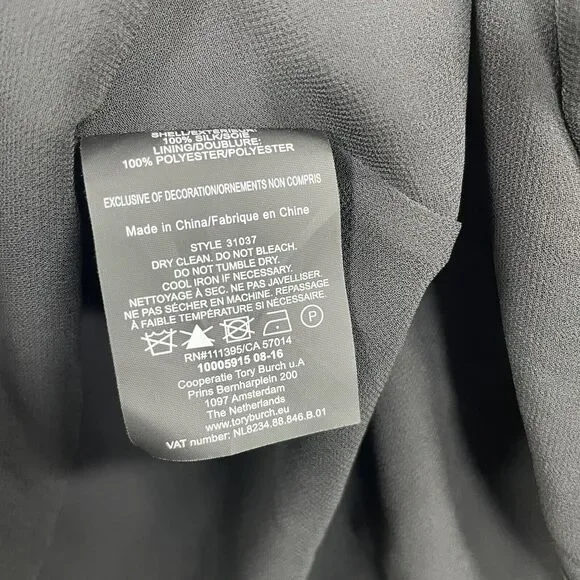 SHELL/EXTERIEUR:
100% SILK/SOIE
LINING/DOUBLURE:
100% POLYESTER/POLYESTER
EXCLUSIVE OF DECORATION/ORNEMENTS NON COMPRIS
Made in China/Fabrique en Chine
STYLE 31037
DRY CLEAN. DO NOT BLEACH.
DO NOT TUMBLE DRY.
COOL IRON IF NECESSARY.
NETTOYAGE À SEC. NE PAS JAVELLISER.
NE PAS SÉCHER EN MACHINE. REPASSAGE
À FAIBLE TEMPÉRATURE SI NÉCESSAIRE.
P
RN#111395/CA 57014
10005915 08-16
Cooperatie Tory Burch u.A
Prins Bernharplein 200
1097 Amsterdam
The Netherlands
www.toryburch.eu
VAT number: NL8234.88.846.B.01